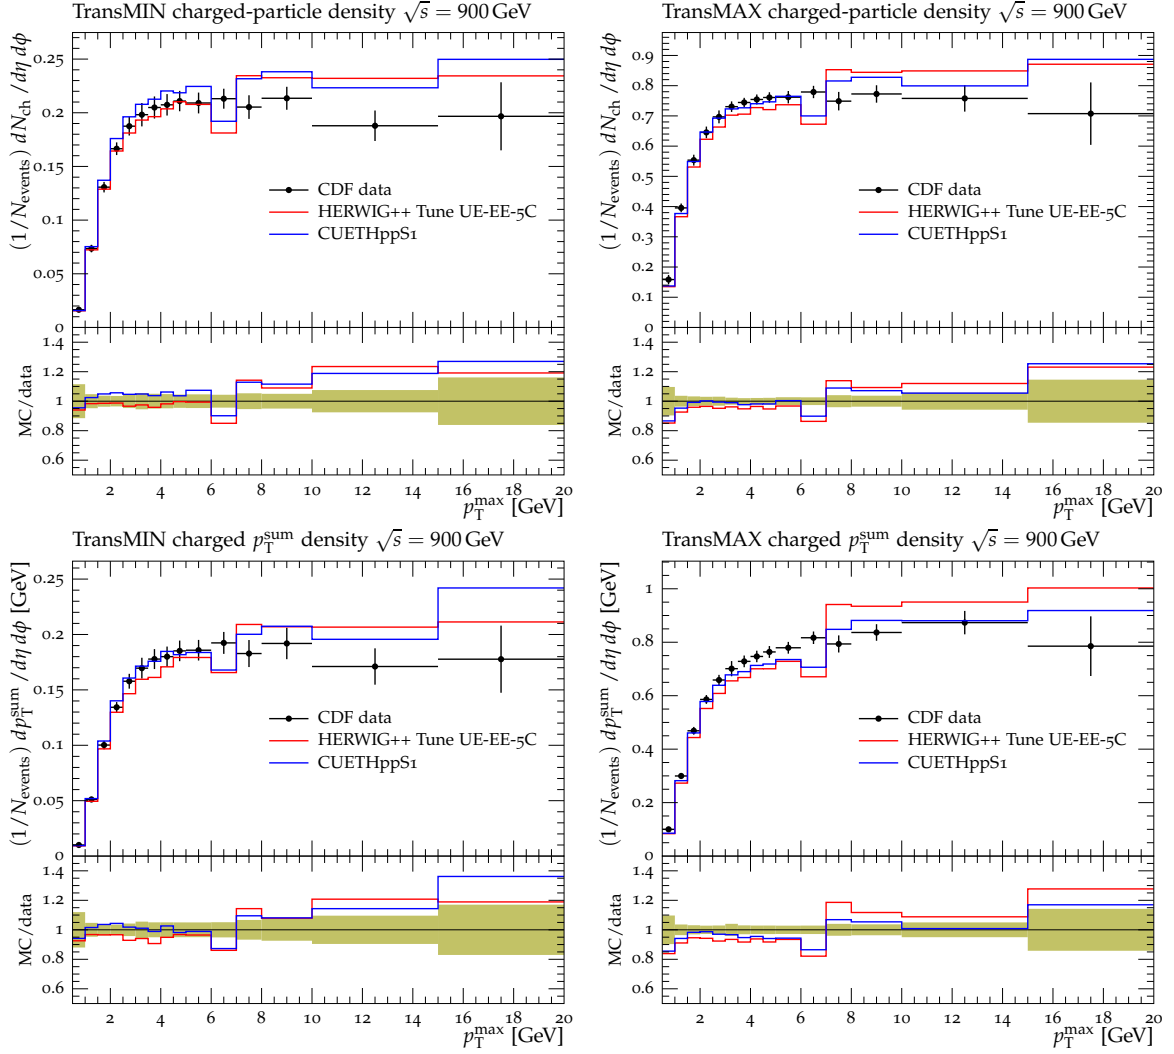 TransMIN charged-particle density √s = 900 GeV
(1/N_events) dN_ch/dη dϕ
0.25
0.2
0.15
0.1
0.05
0
CDF data
HERWIG++ Tune UE-EE-5C
CUETHppS1
MC/data
1.4
1.2
1
0.8
0.6
2 4 6 8 10 12 14 16 18 20
p_T^max [GeV]
TransMAX charged-particle density √s = 900 GeV
(1/N_events) dN_ch/dη dϕ
0.9
0.8
0.7
0.6
0.5
0.4
0.3
0.2
0.1
0
CDF data
HERWIG++ Tune UE-EE-5C
CUETHppS1
MC/data
1.4
1.2
1
0.8
0.6
2 4 6 8 10 12 14 16 18 20
p_T^max [GeV]
TransMIN charged p_T^sum density √s = 900 GeV
(1/N_events) dp_T^sum/dη dϕ [GeV]
0.25
0.2
0.15
0.1
0.05
0
CDF data
HERWIG++ Tune UE-EE-5C
CUETHppS1
MC/data
1.4
1.2
1
0.8
0.6
2 4 6 8 10 12 14 16 18 20
p_T^max [GeV]
TransMAX charged p_T^sum density √s = 900 GeV
(1/N_events) dp_T^sum/dη dϕ [GeV]
1
0.8
0.6
0.4
0.2
0
CDF data
HERWIG++ Tune UE-EE-5C
CUETHppS1
MC/data
1.4
1.2
1
0.8
0.6
2 4 6 8 10 12 14 16 18 20
p_T^max [GeV]